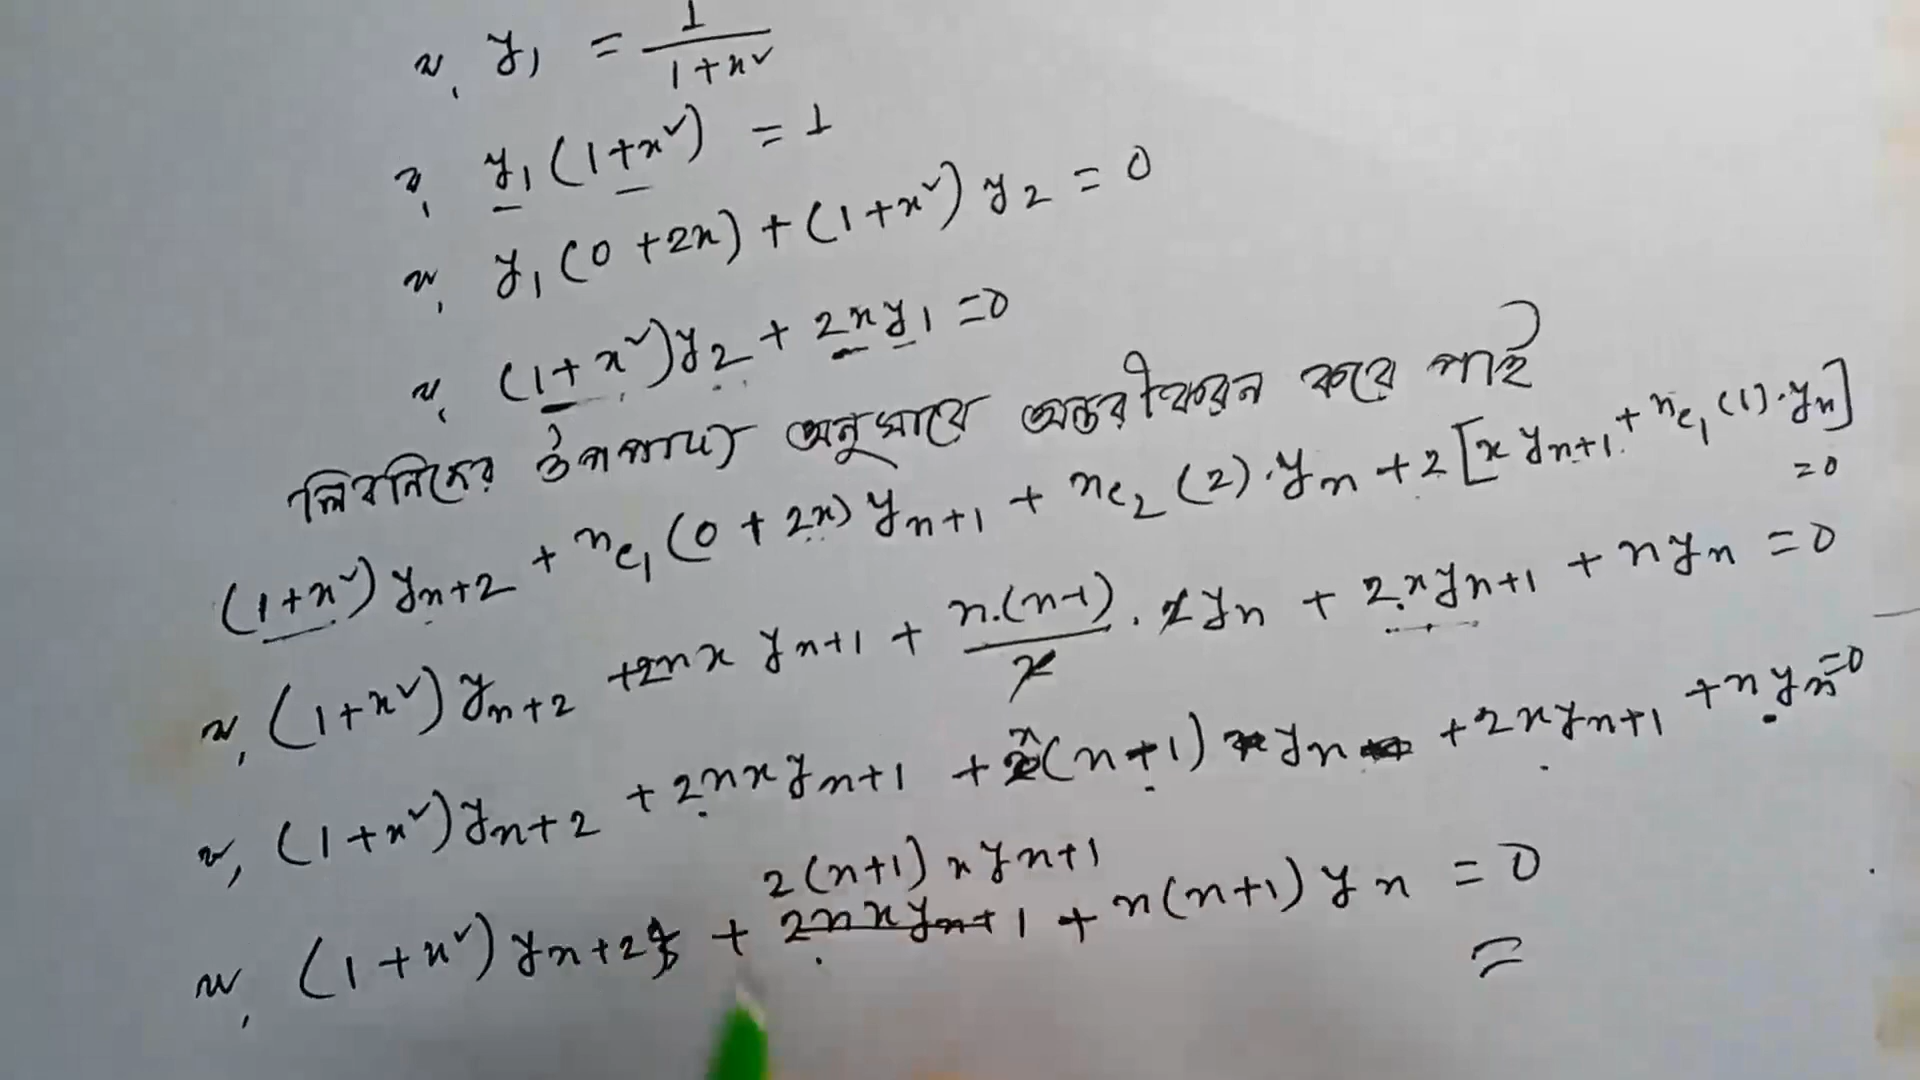 বা, y₁ = 1/(1+x²)
বা, y₁(1+x²) = 1
বা, y₁(0+2x)+(1+x²)y₂ = 0
বা, (1+x²)y₂ + 2xy₁ = 0
লিবনিজের উপপাদ্য অনুসারে অন্তরীকরন করে পাই
(1+x²)yₙ₊₂ + ⁿc₁(0+2x)yₙ₊₁ + ⁿc₂(2).yₙ + 2[xyₙ₊₁ + ⁿc₁(1).yₙ] = 0
বা, (1+x²)yₙ₊₂ + 2nxyₙ₊₁ + n.(n-1)/2 . 2yₙ + 2.xyₙ₊₁ + nyₙ = 0
বা, (1+x²)yₙ₊₂ + 2nxyₙ₊₁ + n(n+1)yₙ + 2xyₙ₊₁ + nyₙ = 0
2(n+1)xyₙ₊₁
বা, (1+x²)yₙ₊₂ + 2nxyₙ₊₁ + n(n+1)yₙ = 0
=